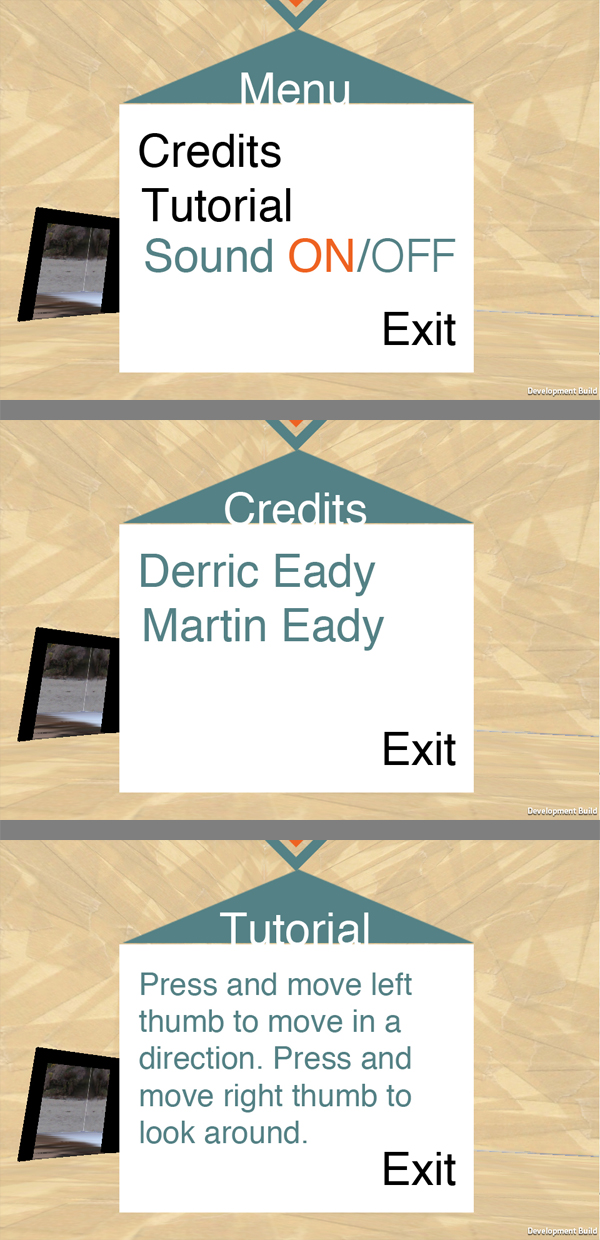 Menu
Credits
Tutorial
Sound ON/OFF
Exit
Development Build
Credits
Derric Eady
Martin Eady
Exit
Development Build
Tutorial
Press and move left
thumb to move in a
direction. Press and
move right thumb to
look around.
Exit
Development Build